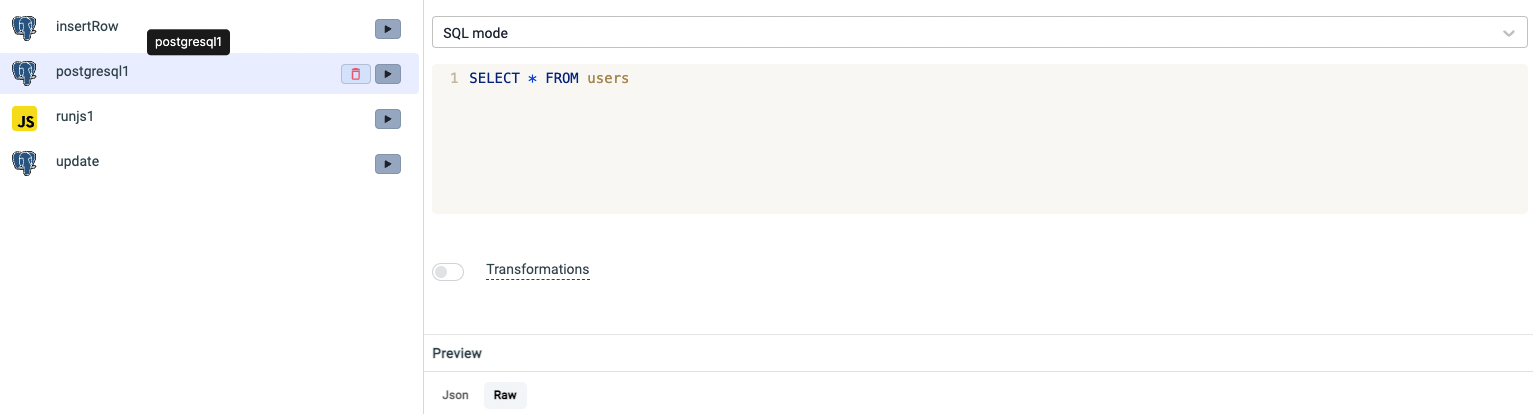 insertRow
postgresql1
postgresql1
JS
runjs1
update
SQL mode
1 SELECT * FROM users
Transformations
Preview
Json
Raw